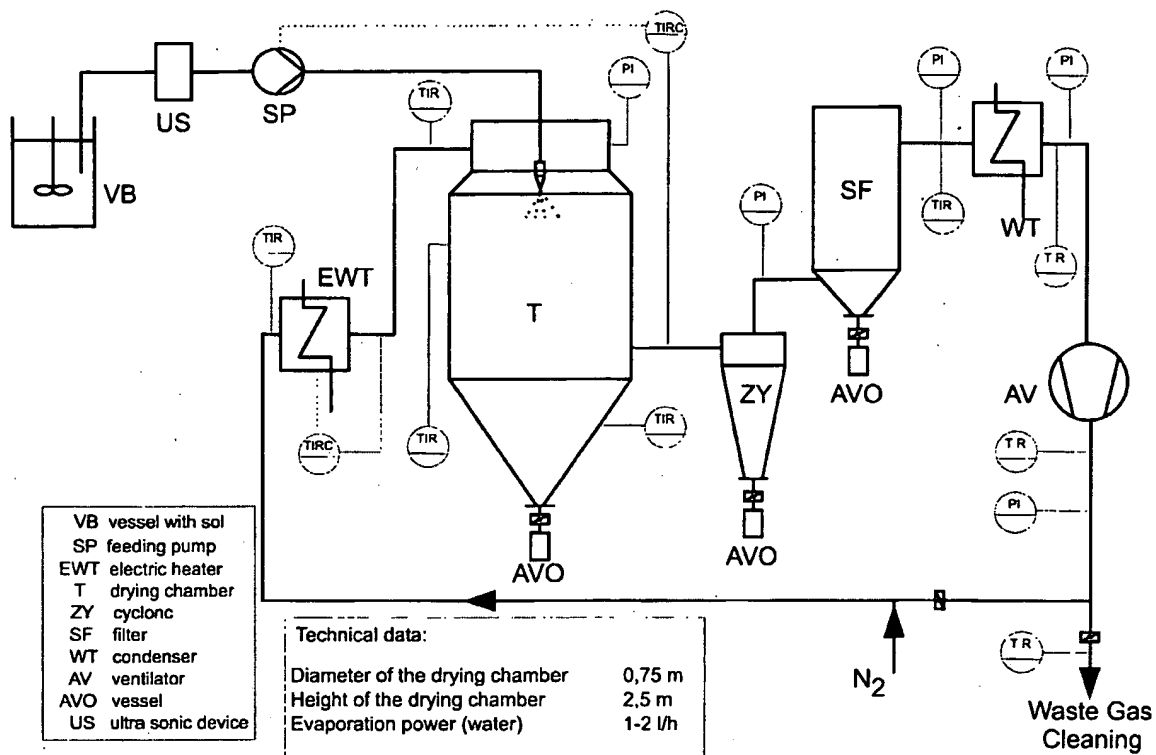 TIRC
PI
PI
PI
US
SP
TIR
VB
SF
WT
PI
TIR
T R
TIR
EWT
T
ZY
AVO
AV
TIRC
TIR
TIR
T R
PI
AVO
AVO
T R
N2
Waste Gas
Cleaning
VB vessel with sol
SP feeding pump
EWT electric heater
T drying chamber
ZY cyclonc
SF filter
WT condenser
AV ventilator
AVO vessel
US ultra sonic device
Technical data:
Diameter of the drying chamber 0,75 m
Height of the drying chamber 2,5 m
Evaporation power (water) 1-2 l/h